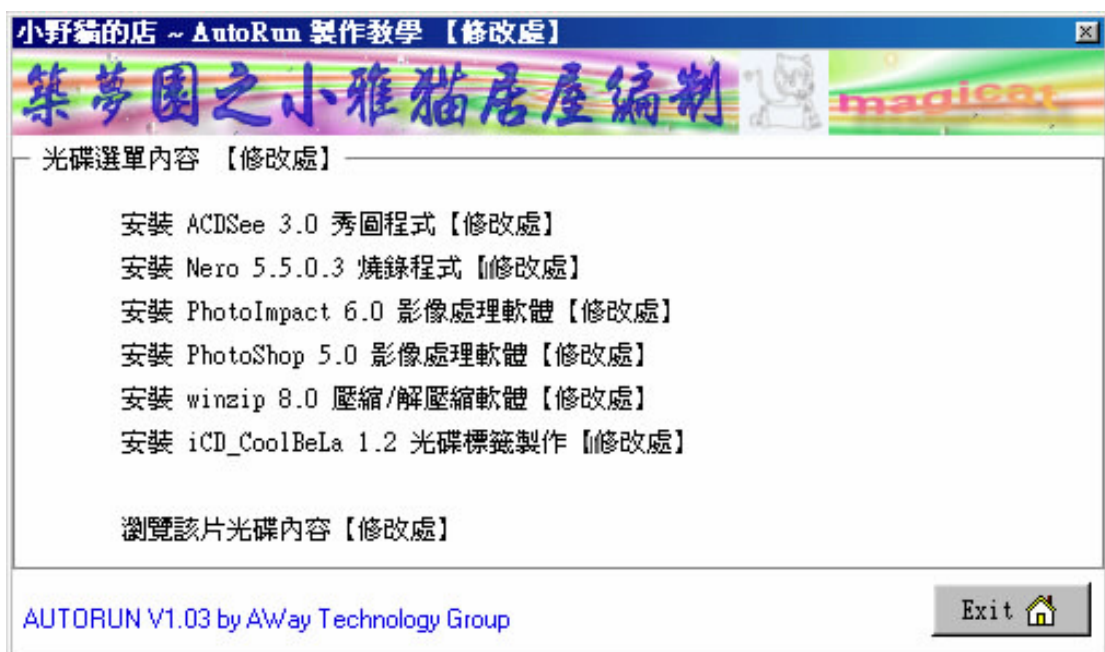 小野貓的店 ~ AutoRun 製作教學 【修改處】
築夢園之小雅猫居屋编制 magicat
光碟選單內容 【修改處】
安裝 ACDSee 3.0 秀圖程式【修改處】
安裝 Nero 5.5.0.3 燒錄程式【修改處】
安裝 PhotoImpact 6.0 影像處理軟體【修改處】
安裝 PhotoShop 5.0 影像處理軟體【修改處】
安裝 winzip 8.0 壓縮/解壓縮軟體【修改處】
安裝 iCD_CoolBeLa 1.2 光碟標籤製作【修改處】
瀏覽該片光碟內容【修改處】
AUTORUN V1.03 by AWay Technology Group
Exit